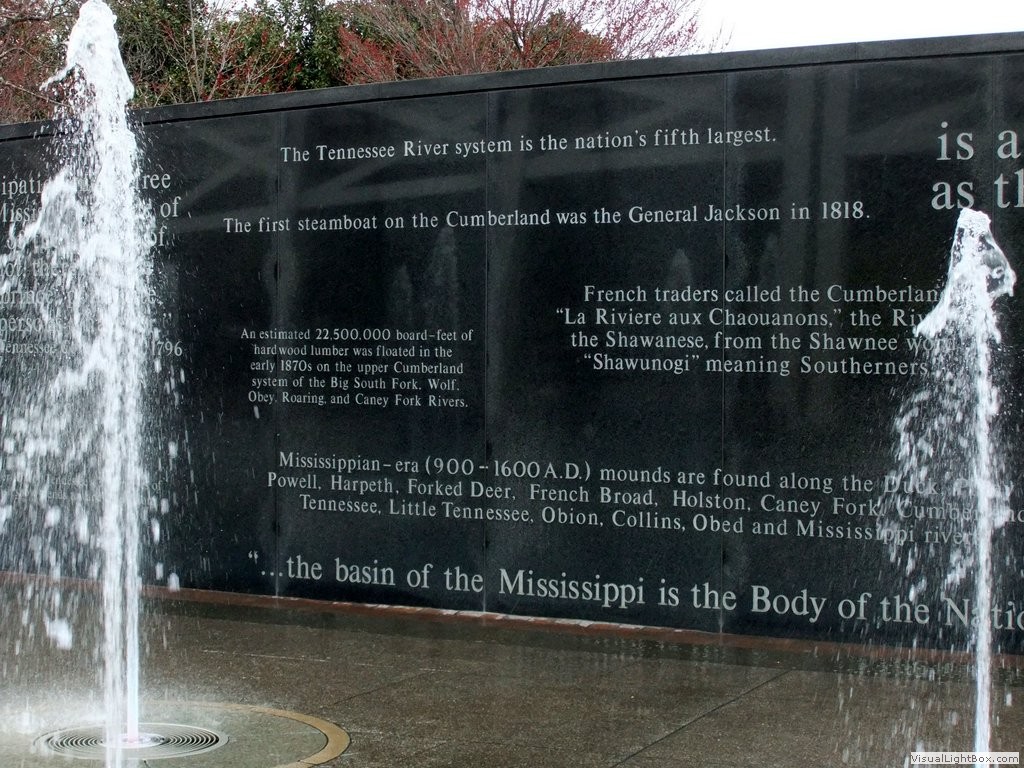 The Tennessee River system is the nation's fifth largest.
is a
as th
The first steamboat on the Cumberland was the General Jackson in 1818.
French traders called the Cumberland
"La Riviere aux Chaouanons," the
the Shawanese, from the Shawnee
"Shawunogi" meaning Southerners
An estimated 22,500,000 board-feet of
hardwood lumber was floated in the
early 1870s on the upper Cumberland
system of the Big South Fork, Wolf,
Obey, Roaring, and Caney Fork Rivers.
796
Mississippian-era (900-1600 A.D.) mounds are found along the Duck,
Powell, Harpeth, Forked Deer, French Broad, Holston, Caney Fork, Cumberland
Tennessee, Little Tennessee, Obion, Collins, Obed and Mississippi
"...the basin of the Mississippi is the Body of the Natio
VisualLightBox.com